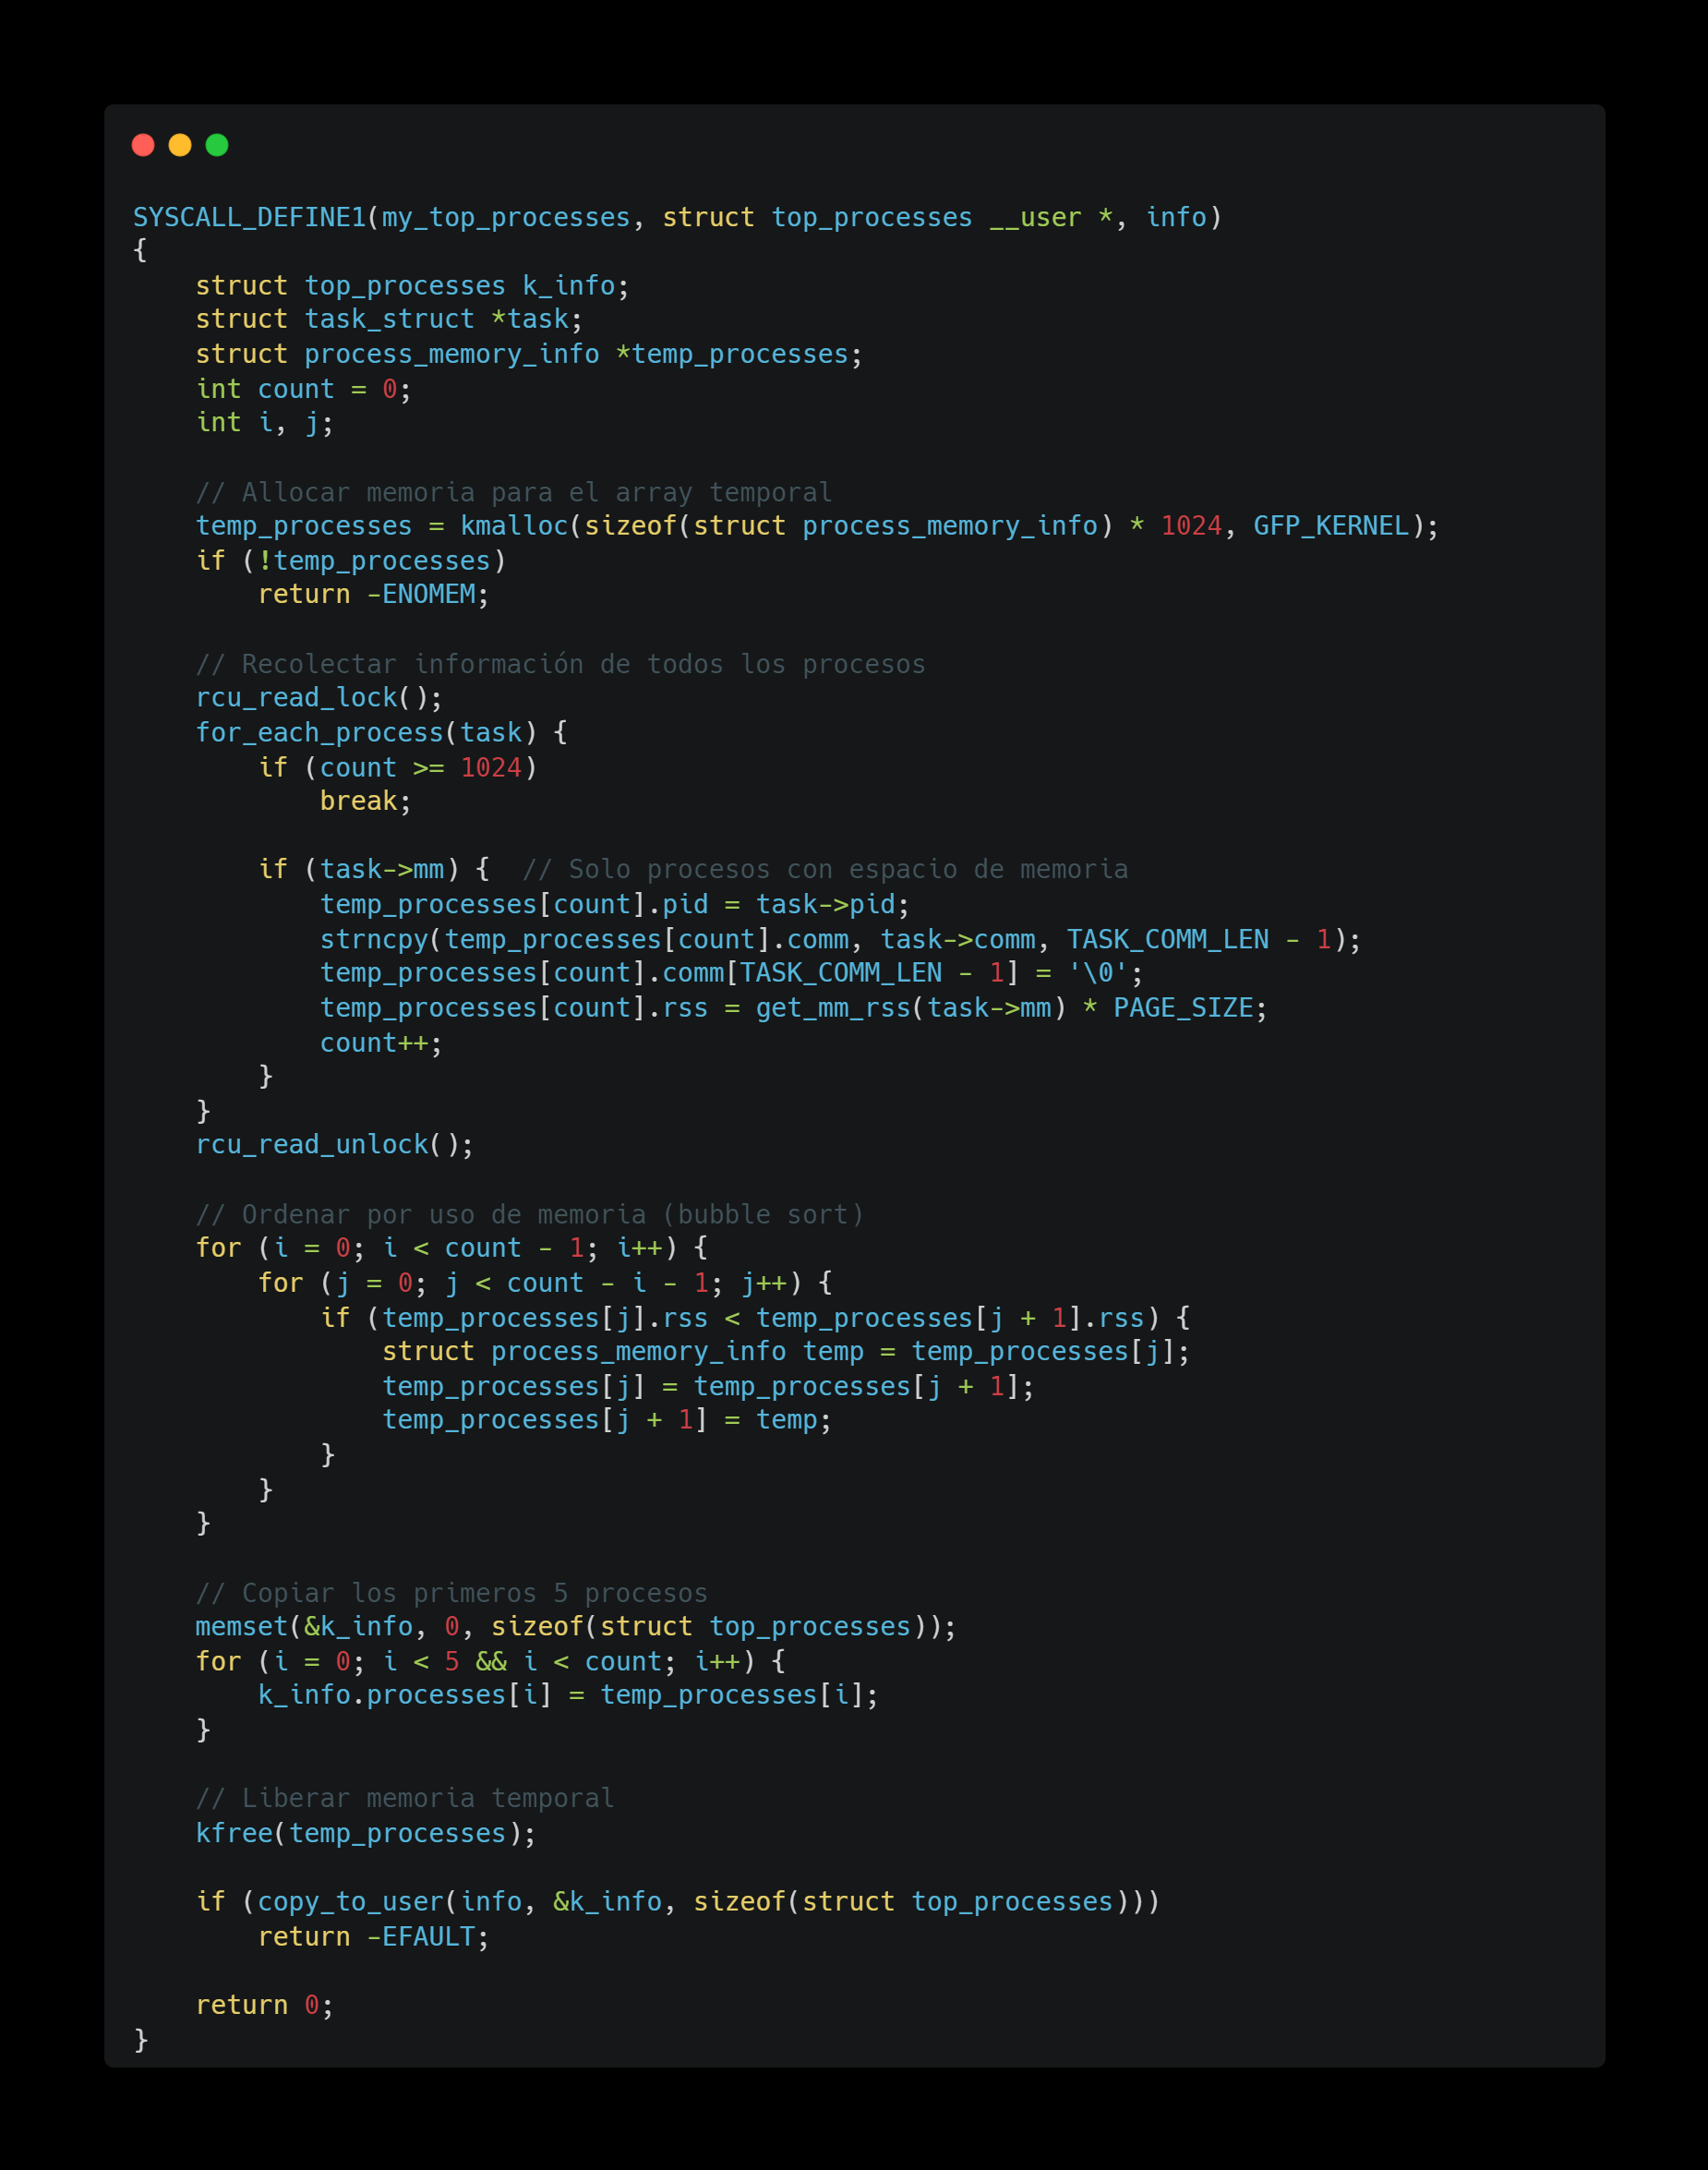 SYSCALL_DEFINE1(my_top_processes, struct top_processes __user *, info)
{
    struct top_processes k_info;
    struct task_struct *task;
    struct process_memory_info *temp_processes;
    int count = 0;
    int i, j;

    // Allocar memoria para el array temporal
    temp_processes = kmalloc(sizeof(struct process_memory_info) * 1024, GFP_KERNEL);
    if (!temp_processes)
        return -ENOMEM;

    // Recolectar información de todos los procesos
    rcu_read_lock();
    for_each_process(task) {
        if (count >= 1024)
            break;

        if (task->mm) {  // Solo procesos con espacio de memoria
            temp_processes[count].pid = task->pid;
            strncpy(temp_processes[count].comm, task->comm, TASK_COMM_LEN - 1);
            temp_processes[count].comm[TASK_COMM_LEN - 1] = '\0';
            temp_processes[count].rss = get_mm_rss(task->mm) * PAGE_SIZE;
            count++;
        }
    }
    rcu_read_unlock();

    // Ordenar por uso de memoria (bubble sort)
    for (i = 0; i < count - 1; i++) {
        for (j = 0; j < count - i - 1; j++) {
            if (temp_processes[j].rss < temp_processes[j + 1].rss) {
                struct process_memory_info temp = temp_processes[j];
                temp_processes[j] = temp_processes[j + 1];
                temp_processes[j + 1] = temp;
            }
        }
    }

    // Copiar los primeros 5 procesos
    memset(&k_info, 0, sizeof(struct top_processes));
    for (i = 0; i < 5 && i < count; i++) {
        k_info.processes[i] = temp_processes[i];
    }

    // Liberar memoria temporal
    kfree(temp_processes);

    if (copy_to_user(info, &k_info, sizeof(struct top_processes)))
        return -EFAULT;

    return 0;
}